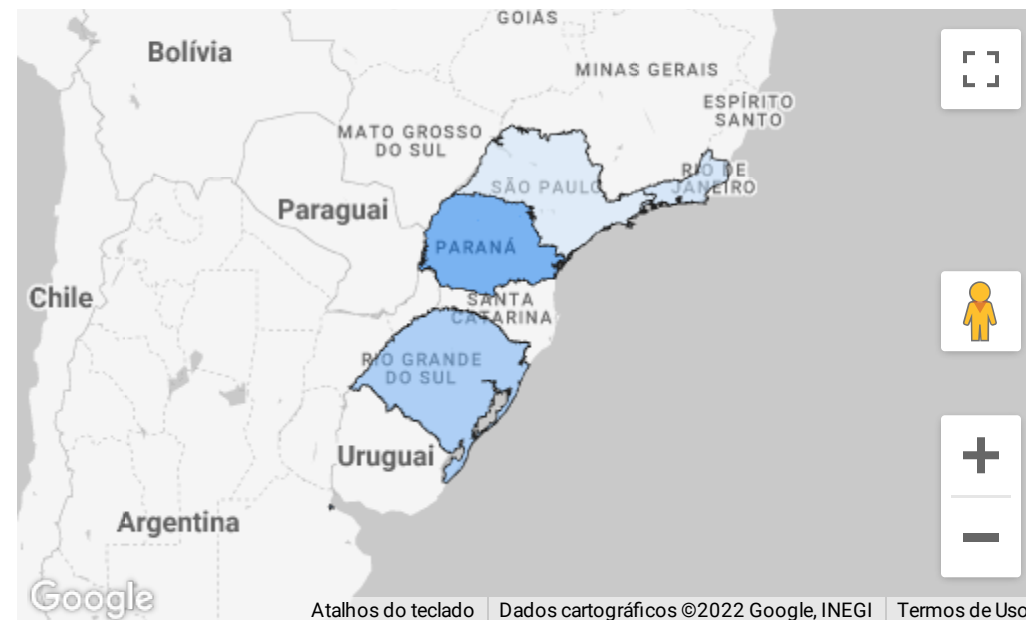 GOIÁS
Bolívia
MINAS GERAIS
ESPÍRITO
SANTO
MATO GROSSO
DO SUL
RIO DE
JANEIRO
SÃO PAULO
Paraguai
PARANÁ
Chile
SANTA
CATARINA
RIO GRANDE
DO SUL
Uruguai
Argentina
Google
Atalhos do teclado
Dados cartográficos ©2022 Google, INEGI
Termos de Uso